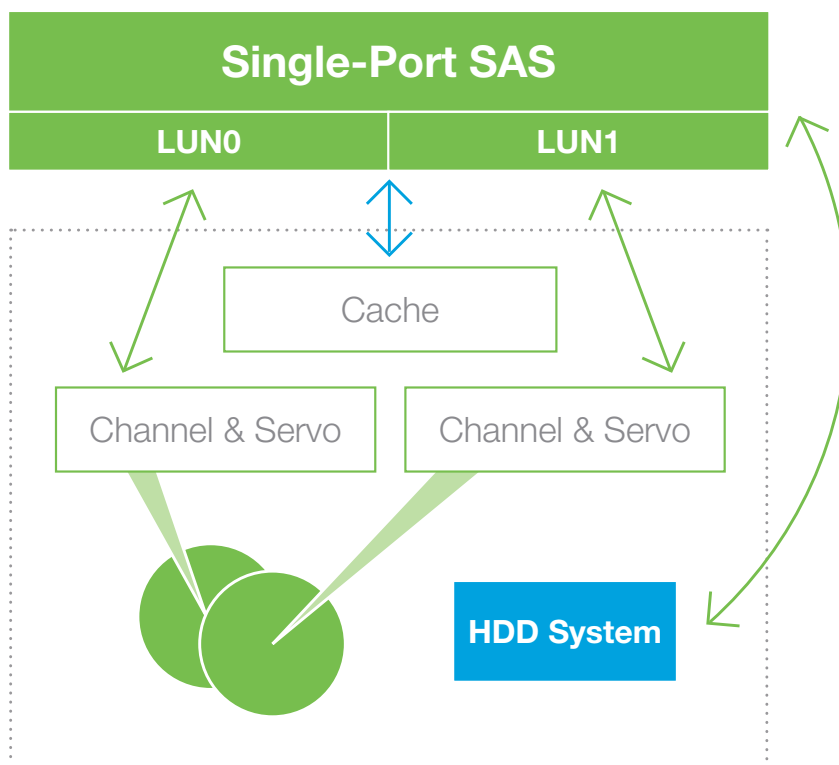 Single-Port SAS
LUN0
LUN1
Cache
Channel & Servo
Channel & Servo
HDD System